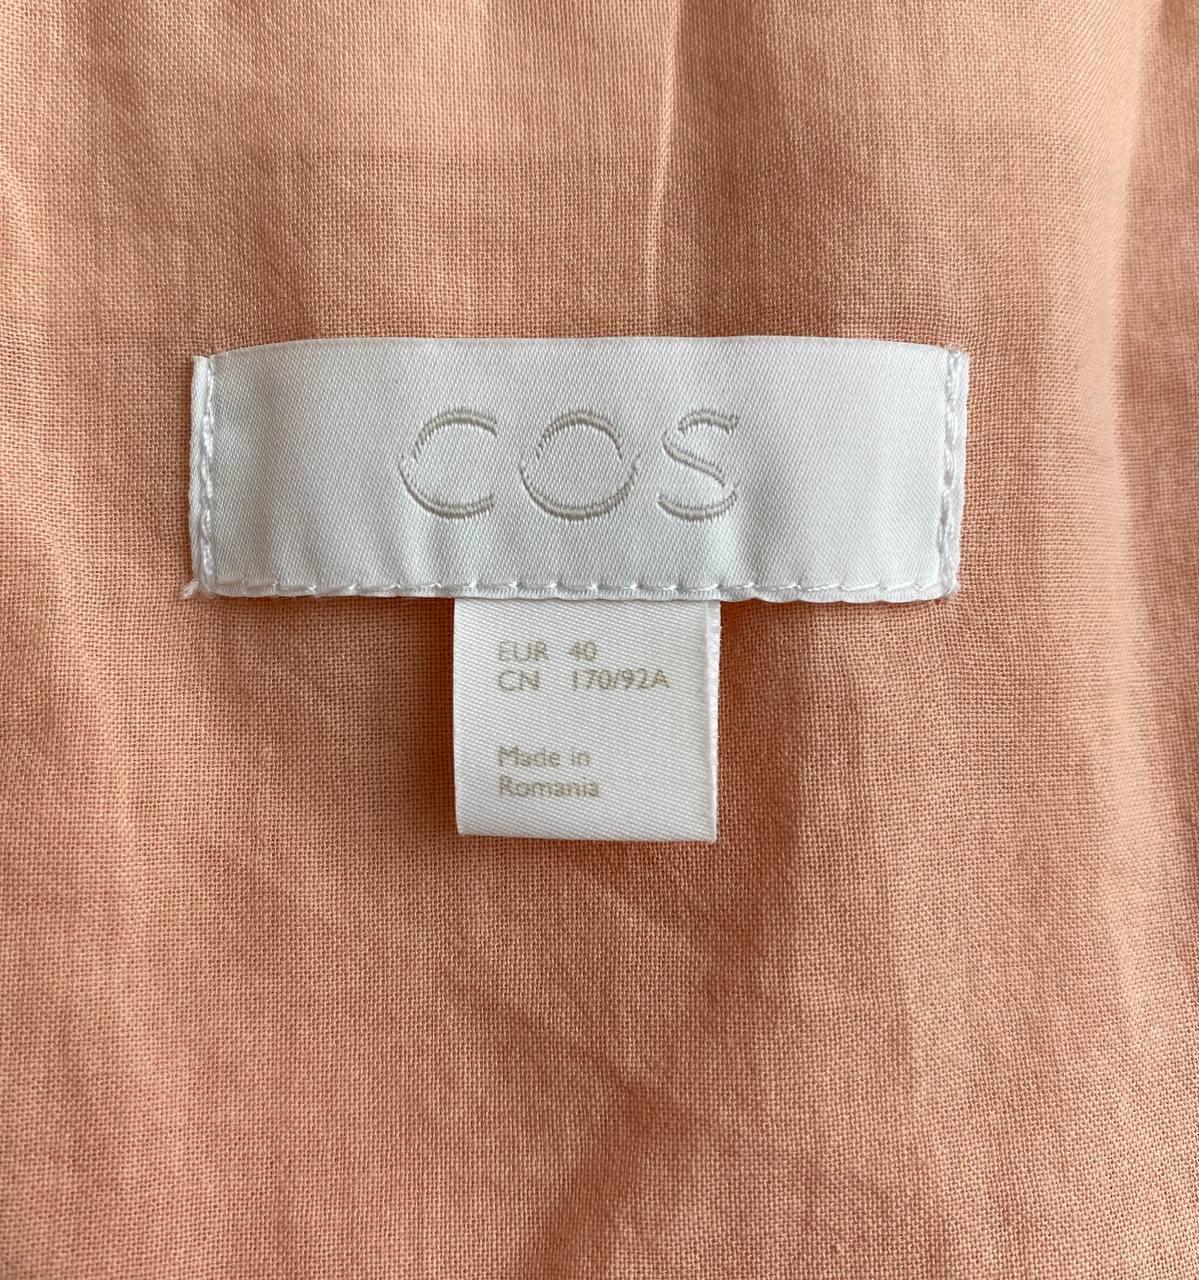 COS
EUR 40
CN 170/92A
Made in
Romania